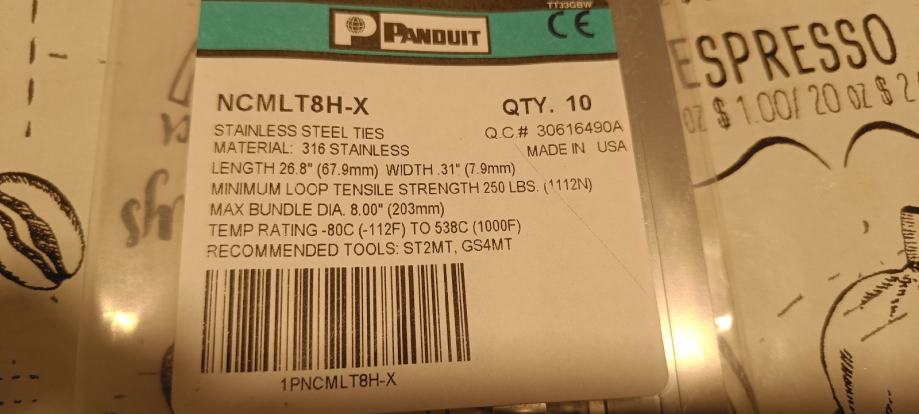 TT33GBW
PANDUIT
CE
NCMLT8H-X
QTY. 10
STAINLESS STEEL TIES
Q.C.# 30616490A
MATERIAL: 316 STAINLESS
MADE IN USA
LENGTH 26.8" (67.9mm) WIDTH .31" (7.9mm)
MINIMUM LOOP TENSILE STRENGTH 250 LBS. (1112N)
MAX BUNDLE DIA. 8.00" (203mm)
TEMP RATING -80C (-112F) TO 538C (1000F)
RECOMMENDED TOOLS: ST2MT, GS4MT
1PNCMLT8H-X
ESPRESSO
OZ $ 1.00/ 20 OZ $ 2